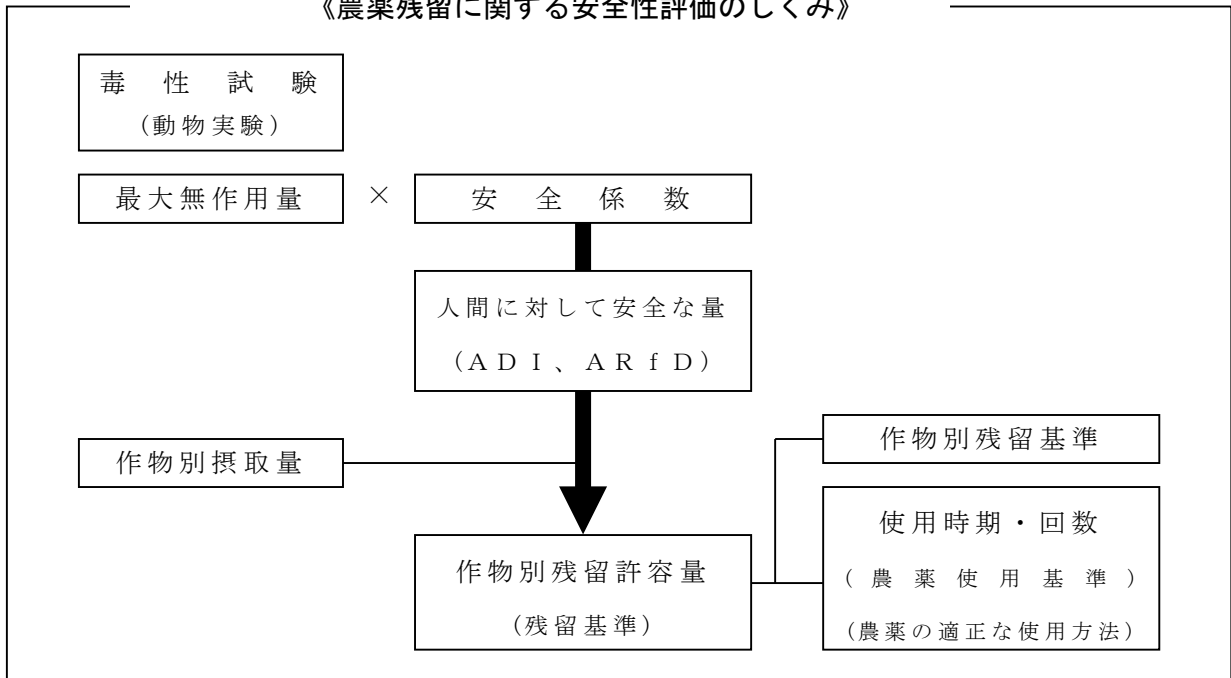 《農薬残留に関する安全性評価のしくみ》
毒性試験
(動物実験)
最大無作用量
×
安全係数
人間に対して安全な量
(ADI、ARfD)
作物別摂取量
作物別残留基準
作物別残留許容量
(残留基準)
使用時期・回数
(農薬使用基準)
(農薬の適正な使用方法)